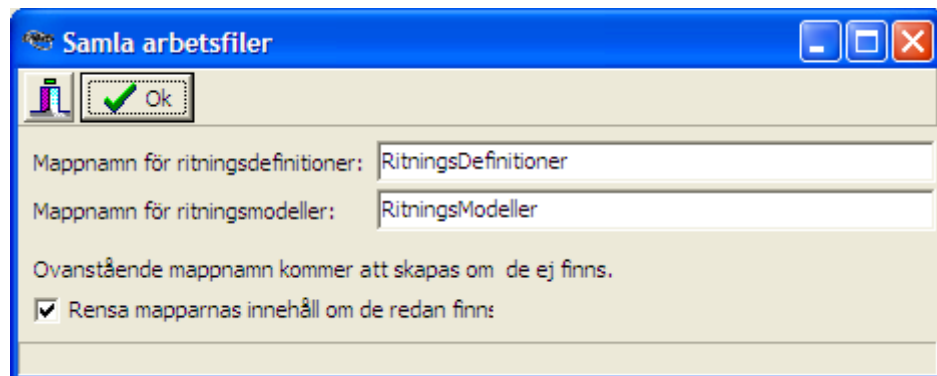 Samla arbetsfiler
Ok
Mappnamn för ritningsdefinitioner: RitningsDefinitioner
Mappnamn för ritningsmodeller: RitningsModeller
Ovanstående mappnamn kommer att skapas om de ej finns.
Rensa mapparnas innehåll om de redan finns